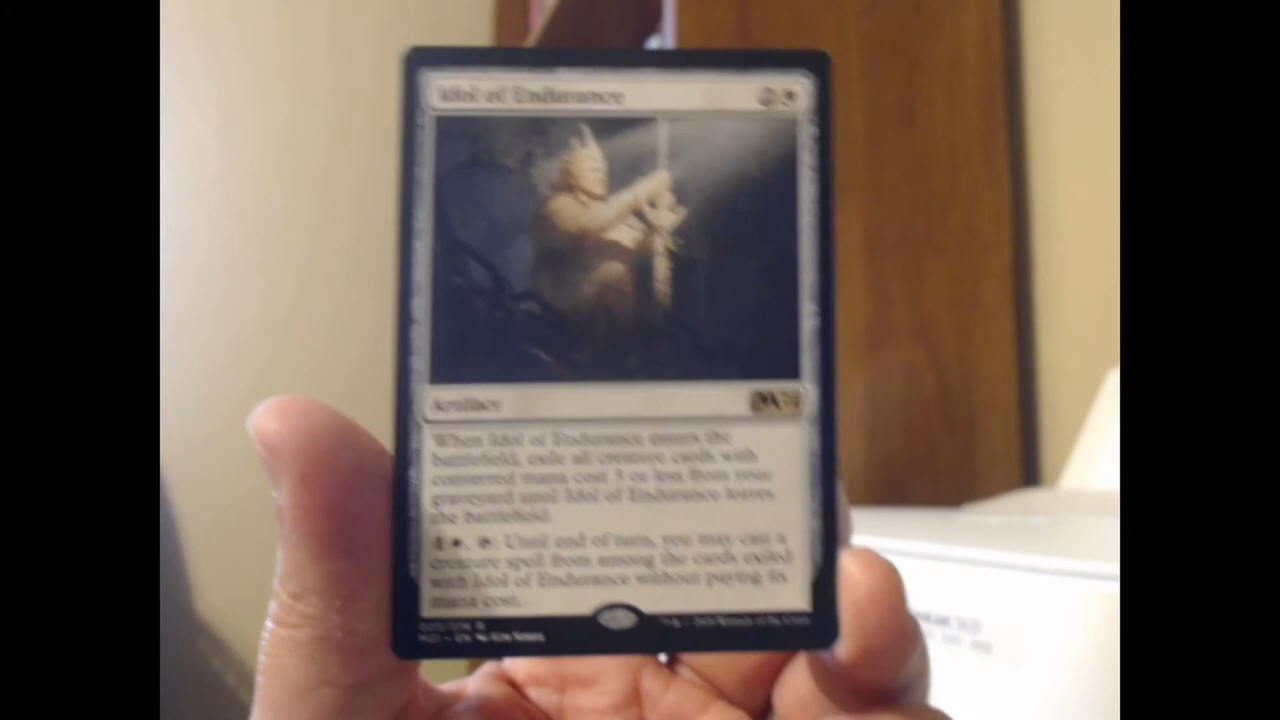 Idol of Endurance
Artifact
When Idol of Endurance enters the
battlefield, exile all creature cards with
converted mana cost 3 or less from your
graveyard until Idol of Endurance leaves
the battlefield.
: Until end of turn, you may cast a
creature spell from among the cards exiled
with Idol of Endurance without paying its
mana cost.